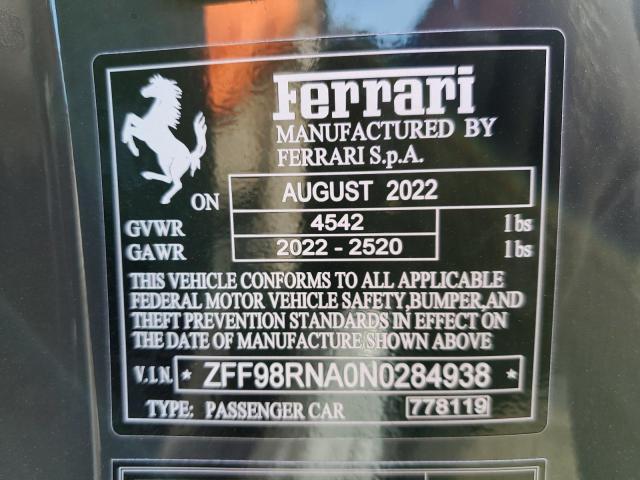 Ferrari
MANUFACTURED BY
FERRARI S.p.A.
ON AUGUST 2022
GVWR 4542 lbs
GAWR 2022 - 2520 lbs
THIS VEHICLE CONFORMS TO ALL APPLICABLE
FEDERAL MOTOR VEHICLE SAFETY,BUMPER,AND
THEFT PREVENTION STANDARDS IN EFFECT ON
THE DATE OF MANUFACTURE SHOWN ABOVE
V.I.N. * ZFF98RNA0N0284938 *
TYPE: PASSENGER CAR 778119